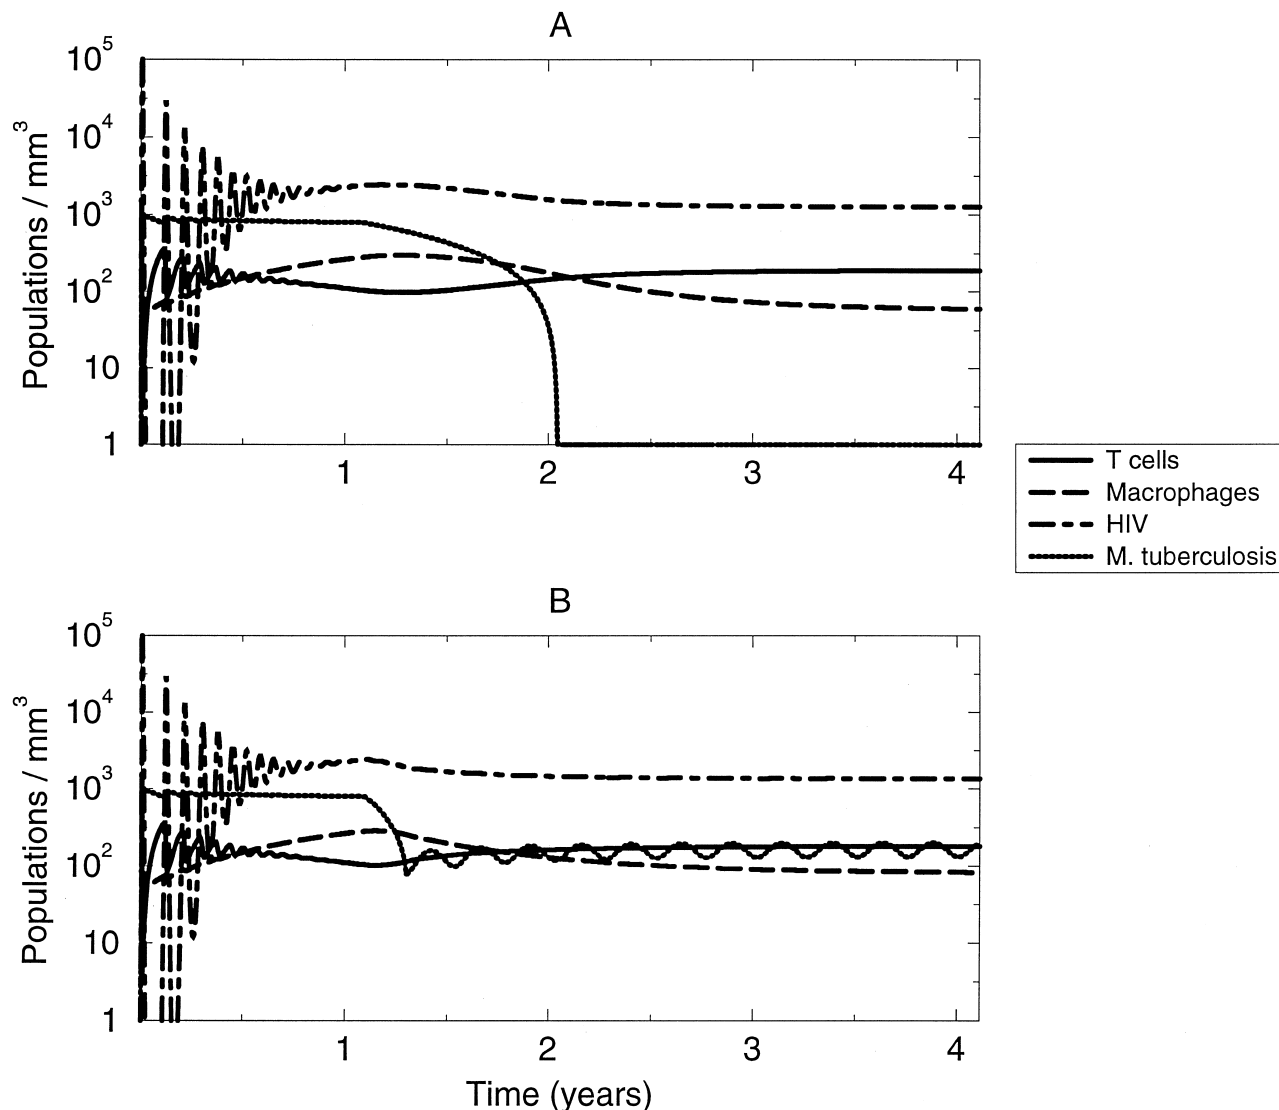 A
10^5
10^4
10^3
10^2
10
1
Populations / mm^3
1 2 3 4
T cells
Macrophages
HIV
M. tuberculosis
B
10^5
10^4
10^3
10^2
10
1
Populations / mm^3
1 2 3 4
Time (years)